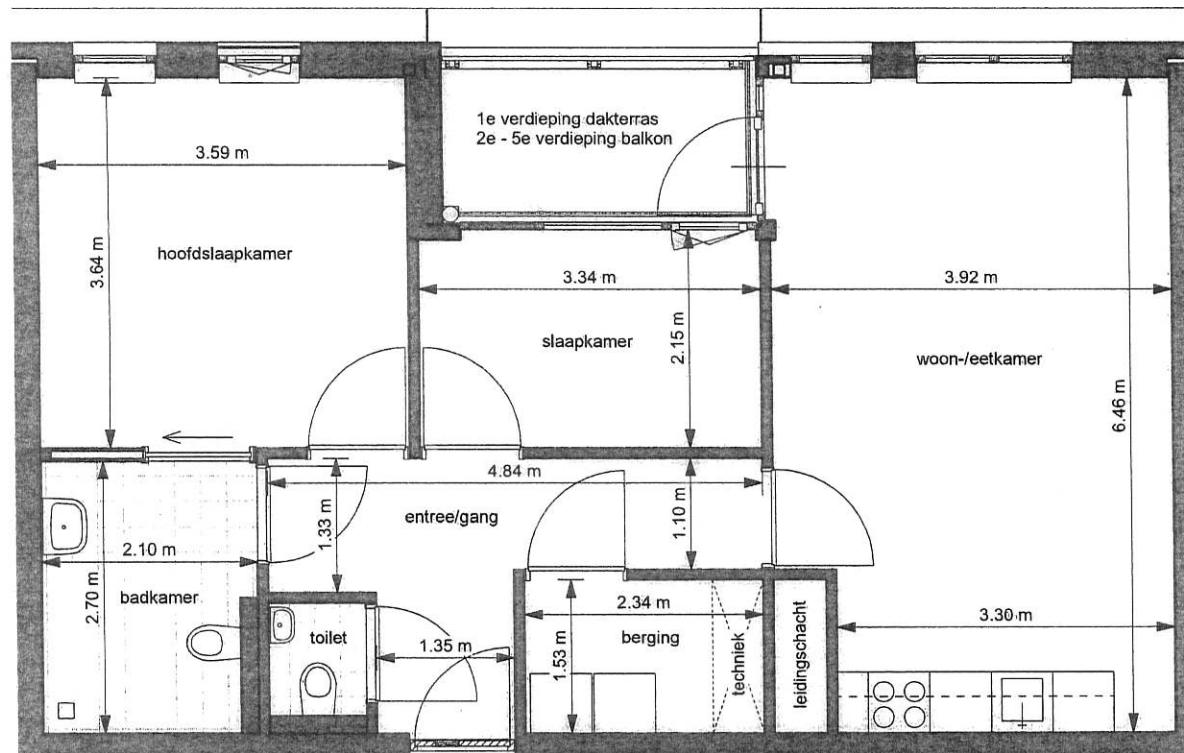 1e verdieping dakterras
2e - 5e verdieping balkon
3.59 m
3.64 m
hoofdslaapkamer
3.34 m
2.15 m
slaapkamer
3.92 m
woon-/eetkamer
6.46 m
4.84 m
1.33 m
entree/gang
1.10 m
2.10 m
2.70 m
badkamer
toilet
1.35 m
2.34 m
berging
1.53 m
techniek
leidingschacht
3.30 m